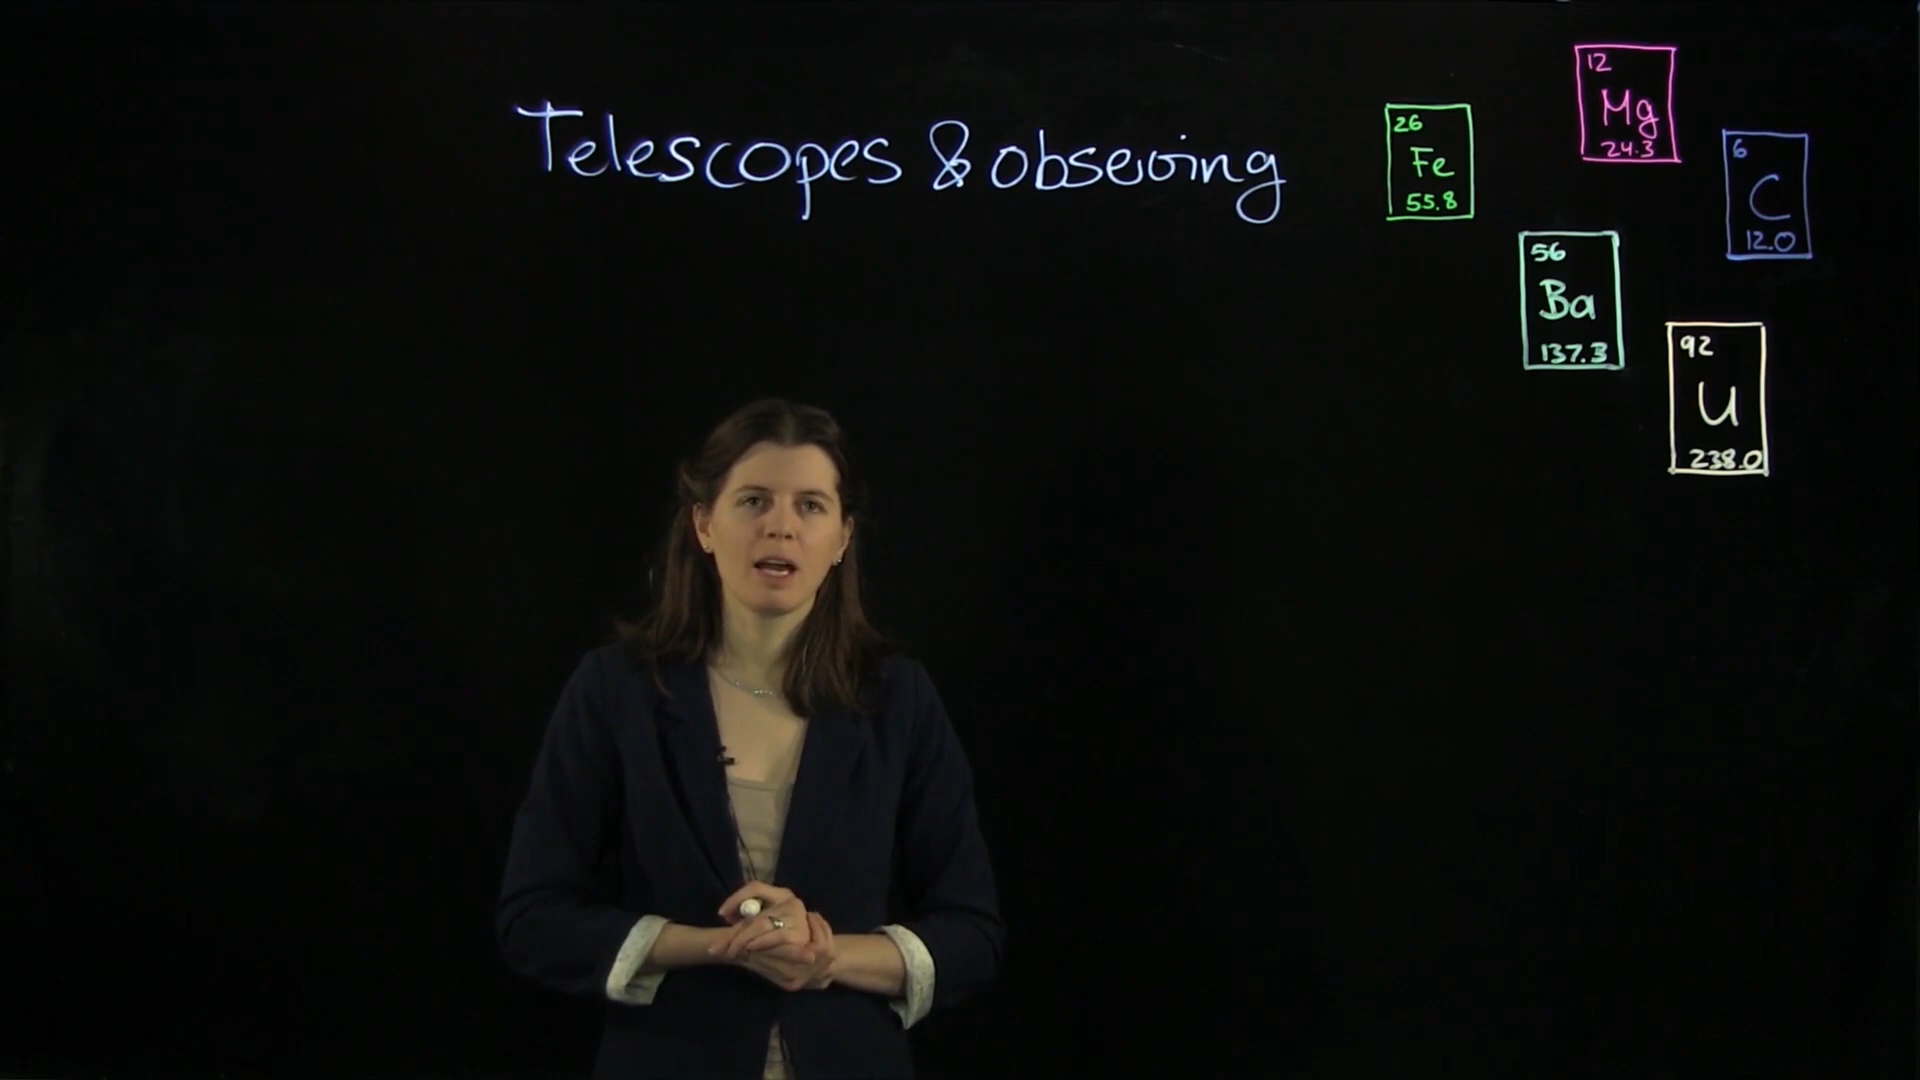 Telescopes & observing
26
Fe
55.8
12
Mg
24.3
6
C
12.0
56
Ba
137.3
92
U
238.0